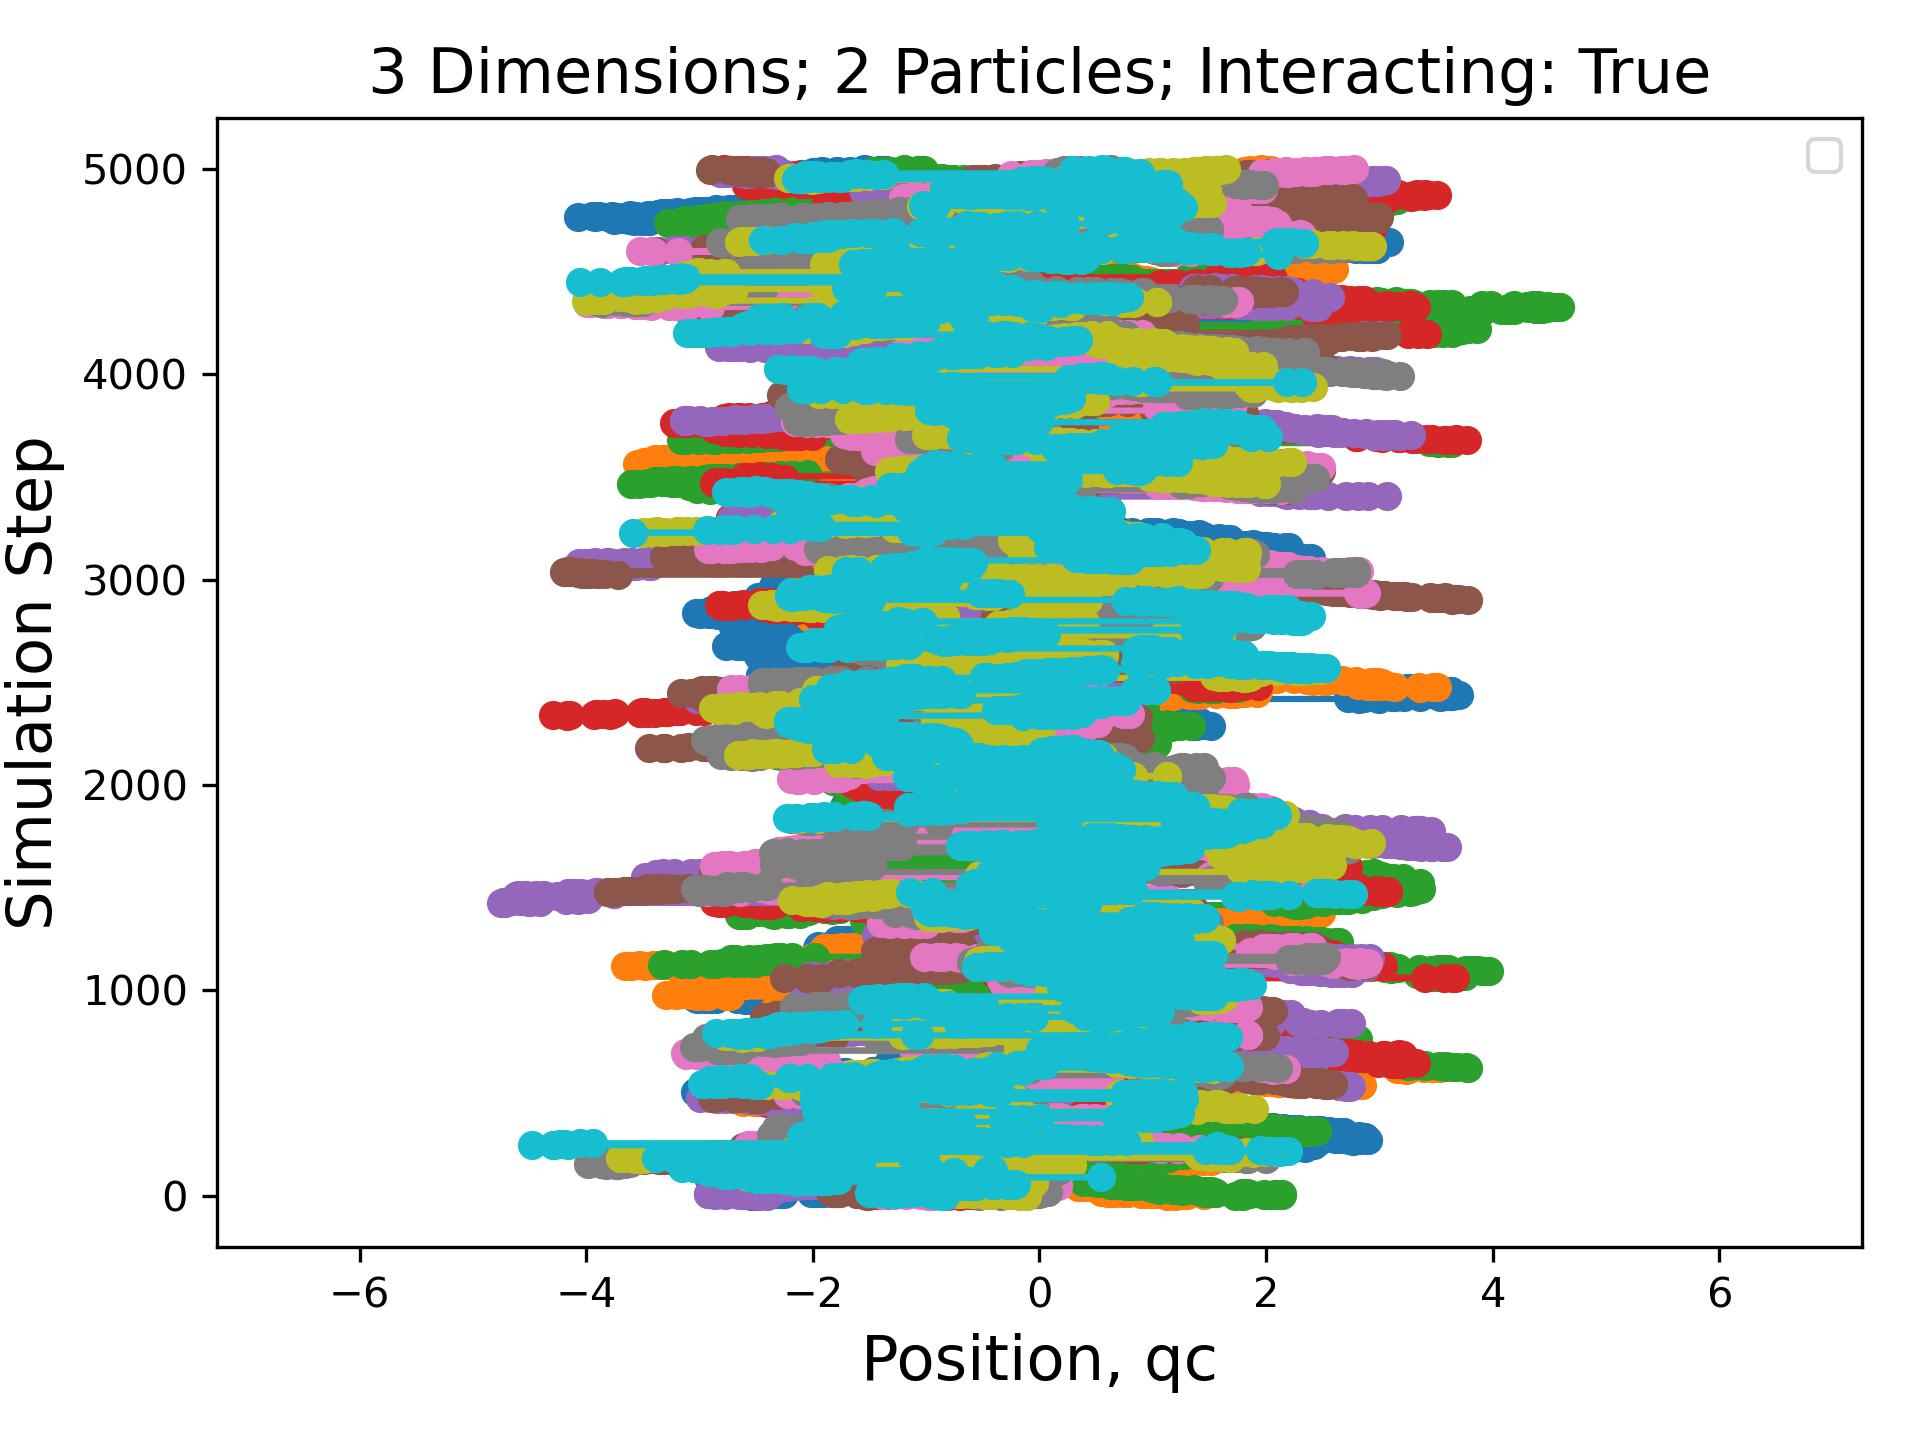 3 Dimensions; 2 Particles; Interacting: True
Simulation Step
5000
4000
3000
2000
1000
0
−6 −4 −2 0 2 4 6
Position, qc